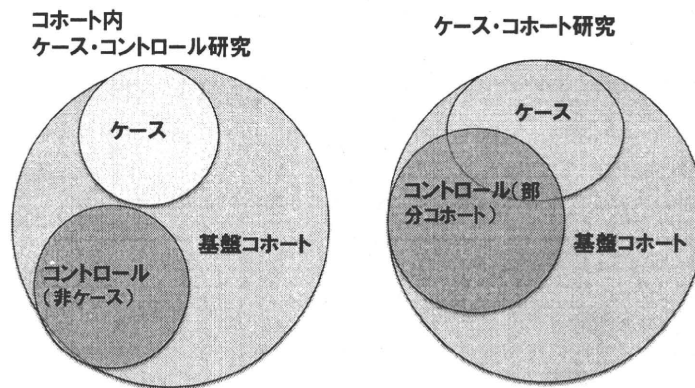 コホート内
ケース・コントロール研究
ケース
コントロール
(非ケース)
基盤コホート
ケース・コホート研究
ケース
コントロール(部
分コホート)
基盤コホート